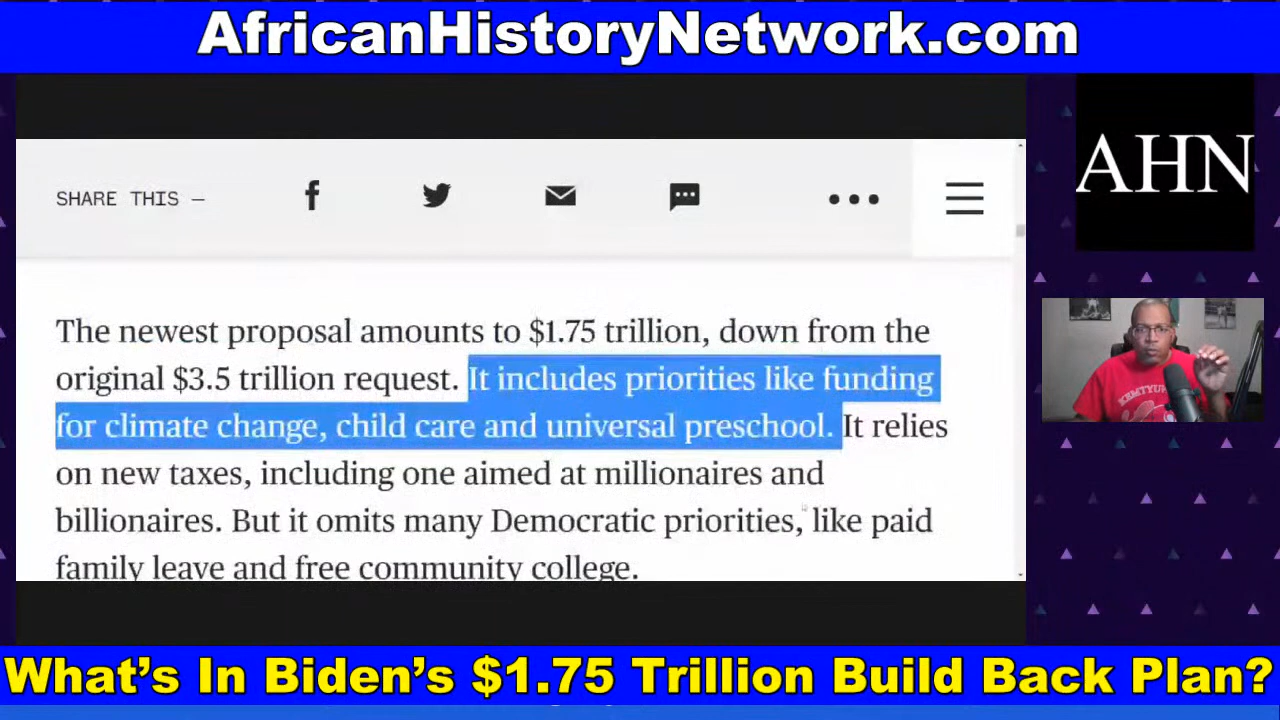 AfricanHistoryNetwork.com
AHN
SHARE THIS —
The newest proposal amounts to $1.75 trillion, down from the
original $3.5 trillion request. It includes priorities like funding
for climate change, child care and universal preschool. It relies
on new taxes, including one aimed at millionaires and
billionaires. But it omits many Democratic priorities, like paid
family leave and free community college.
What's In Biden's $1.75 Trillion Build Back Plan?